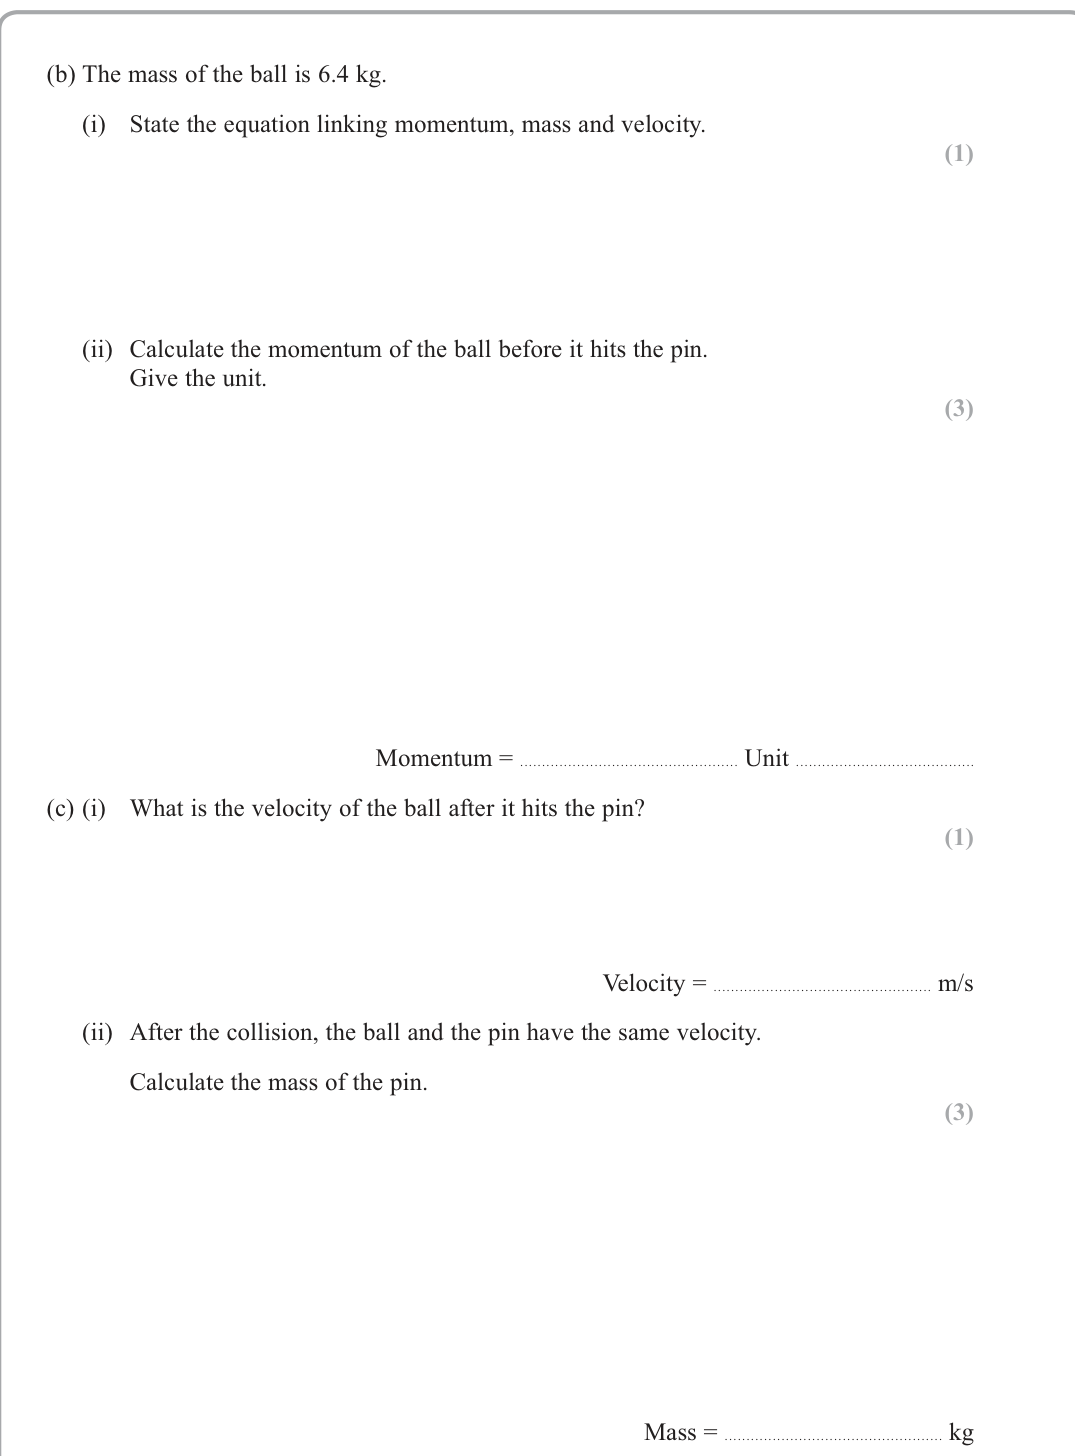 (b) The mass of the ball is 6.4 kg.
(i) State the equation linking momentum, mass and velocity.
(1)
(ii) Calculate the momentum of the ball before it hits the pin.
Give the unit.
(3)
Momentum = ................................................. Unit ........................................
(c) (i) What is the velocity of the ball after it hits the pin?
(1)
Velocity = ................................................. m/s
(ii) After the collision, the ball and the pin have the same velocity.
Calculate the mass of the pin.
(3)
Mass = ................................................. kg